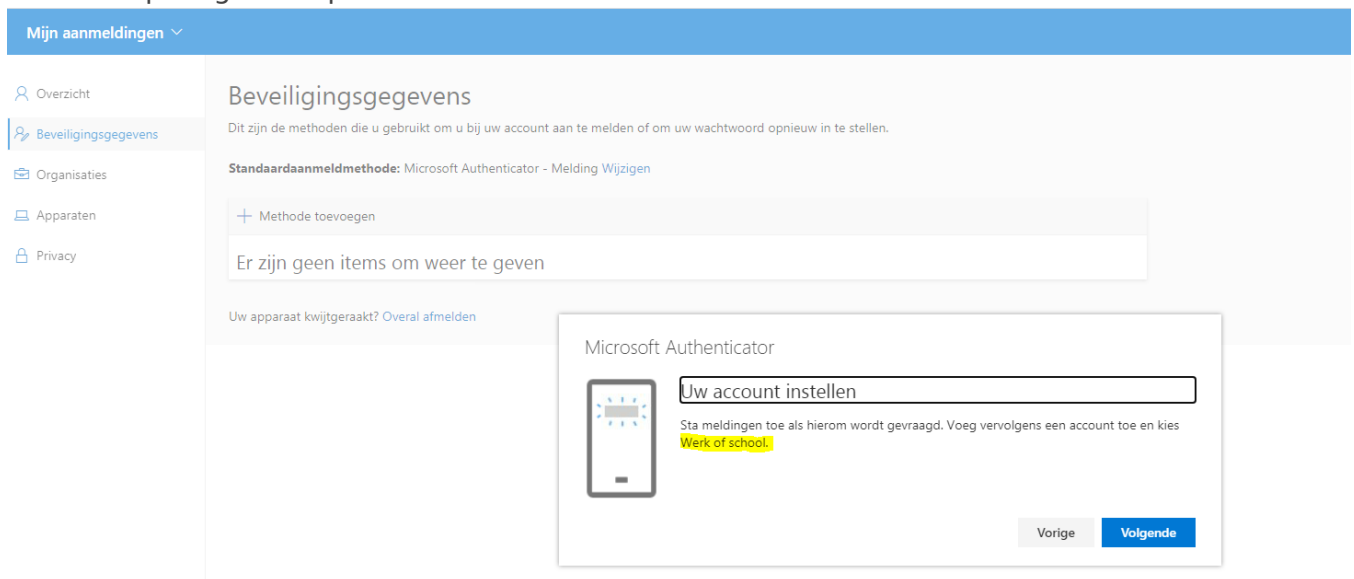 Mijn aanmeldingen
Overzicht
Beveiligingsgegevens
Organisaties
Apparaten
Privacy
Beveiligingsgegevens
Dit zijn de methoden die u gebruikt om u bij uw account aan te melden of om uw wachtwoord opnieuw in te stellen.
Standaardaanmeldmethode: Microsoft Authenticator - Melding Wijzigen
+ Methode toevoegen
Er zijn geen items om weer te geven
Uw apparaat kwijtgeraakt? Overal afmelden
Microsoft Authenticator
Uw account instellen
Sta meldingen toe als hierom wordt gevraagd. Voeg vervolgens een account toe en kies
Werk of school.
Vorige
Volgende